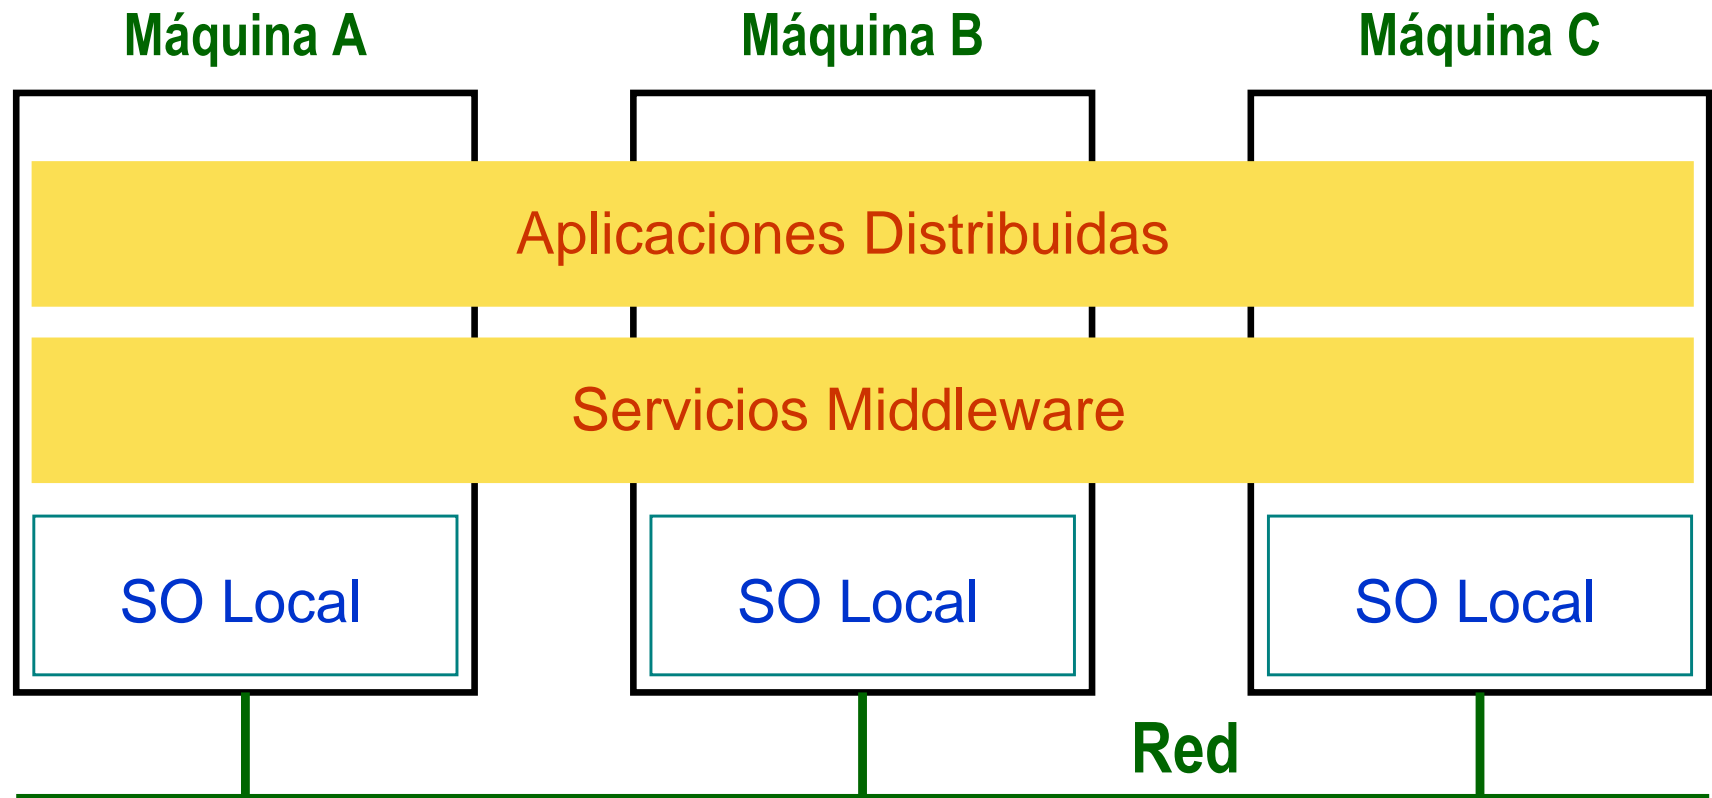 Máquina A
Máquina B
Máquina C
Aplicaciones Distribuidas
Servicios Middleware
SO Local
SO Local
SO Local
Red